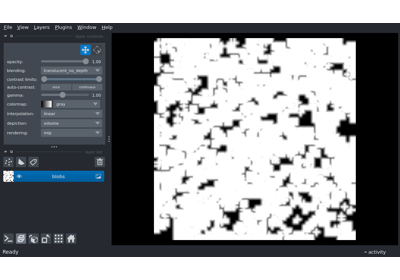 File View Layers Plugins Window Help
opacity: 1.00
blending: translucent_no_depth
contrast limits:
auto-contrast: once continuous
gamma: 1.00
colormap: gray
interpolation: linear
depiction: volume
rendering: mip
blobs
Ready
activity